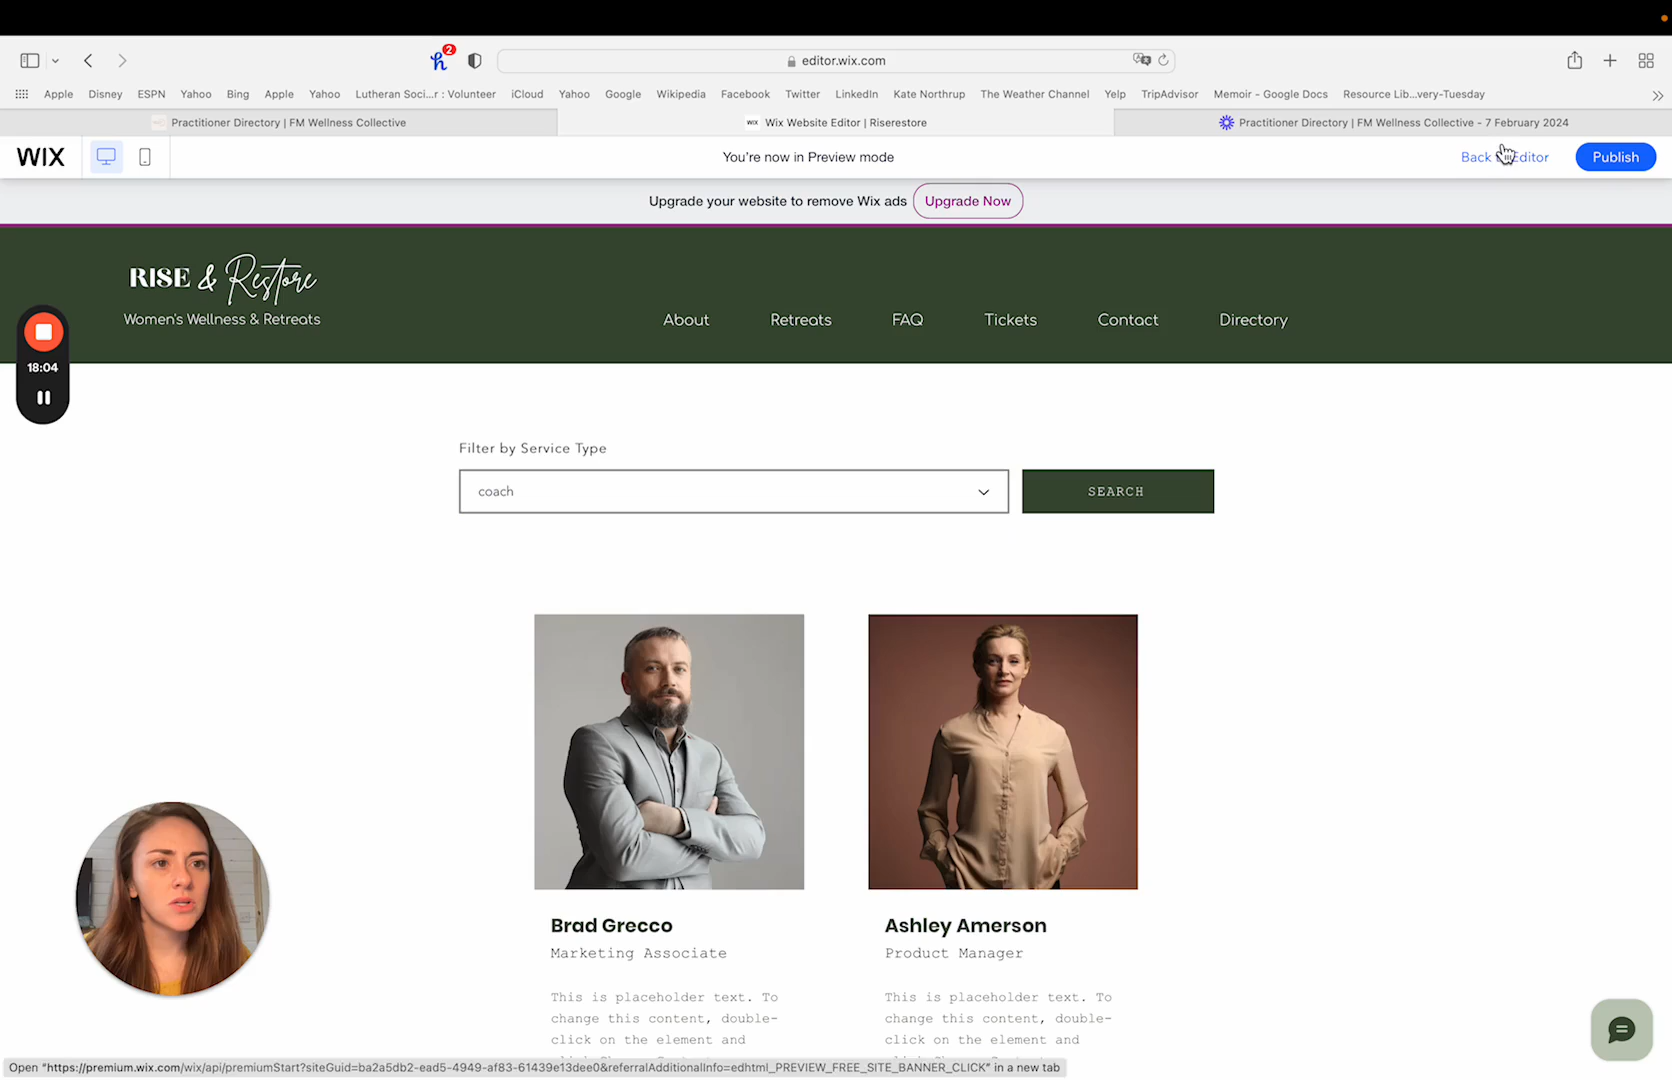 2
editor.wix.com
Apple Disney ESPN Yahoo Bing Apple Yahoo Lutheran Soci...r : Volunteer iCloud Yahoo Google Wikipedia Facebook Twitter LinkedIn Kate Northrup The Weather Channel Yelp TripAdvisor Memoir - Google Docs Resource Lib...very-Tuesday
Practitioner Directory | FM Wellness Collective
WIX Wix Website Editor | Riserestore
Practitioner Directory | FM Wellness Collective - 7 February 2024
WIX
You're now in Preview mode
Back Editor
Publish
Upgrade your website to remove Wix ads
Upgrade Now
RISE & Restore
Women's Wellness & Retreats
About Retreats FAQ Tickets Contact Directory
18:04
Filter by Service Type
coach
SEARCH
Brad Grecco
Marketing Associate
This is placeholder text. To
change this content, double-
click on the element and
Ashley Amerson
Product Manager
This is placeholder text. To
change this content, double-
click on the element and
Open "https://premium.wix.com/wix/api/premiumStart?siteGuid=ba2a5db2-ead5-4949-af83-61439e13dee0&referralAdditionalInfo=edhtml_PREVIEW_FREE_SITE_BANNER_CLICK" in a new tab